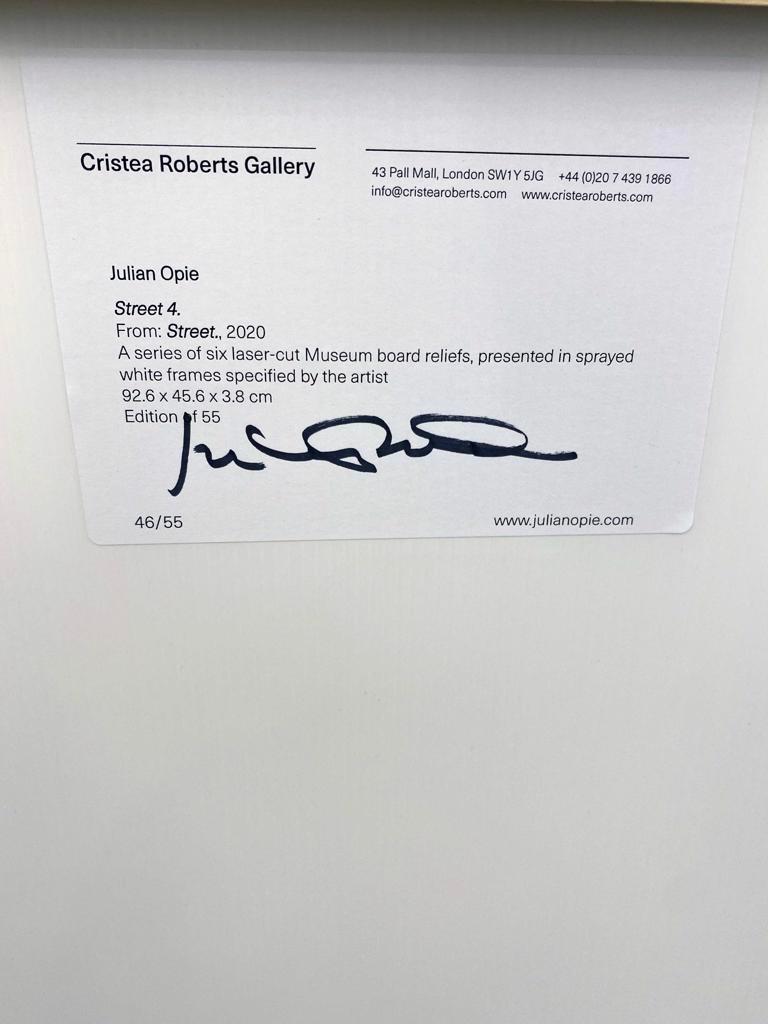 Cristea Roberts Gallery
43 Pall Mall, London SW1Y 5JG +44 (0)20 7 439 1866
info@cristearoberts.com www.cristearoberts.com
Julian Opie
Street 4.
From: Street., 2020
A series of six laser-cut Museum board reliefs, presented in sprayed
white frames specified by the artist
92.6 x 45.6 x 3.8 cm
Edition of 55
46/55
www.julianopie.com